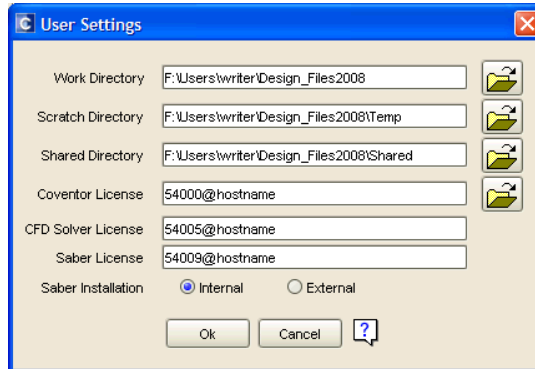 C User Settings
Work Directory F:\Users\writer\Design_Files2008
Scratch Directory F:\Users\writer\Design_Files2008\Temp
Shared Directory F:\Users\writer\Design_Files2008\Shared
Coventor License 54000@hostname
CFD Solver License 54005@hostname
Saber License 54009@hostname
Saber Installation Internal External
Ok Cancel ?